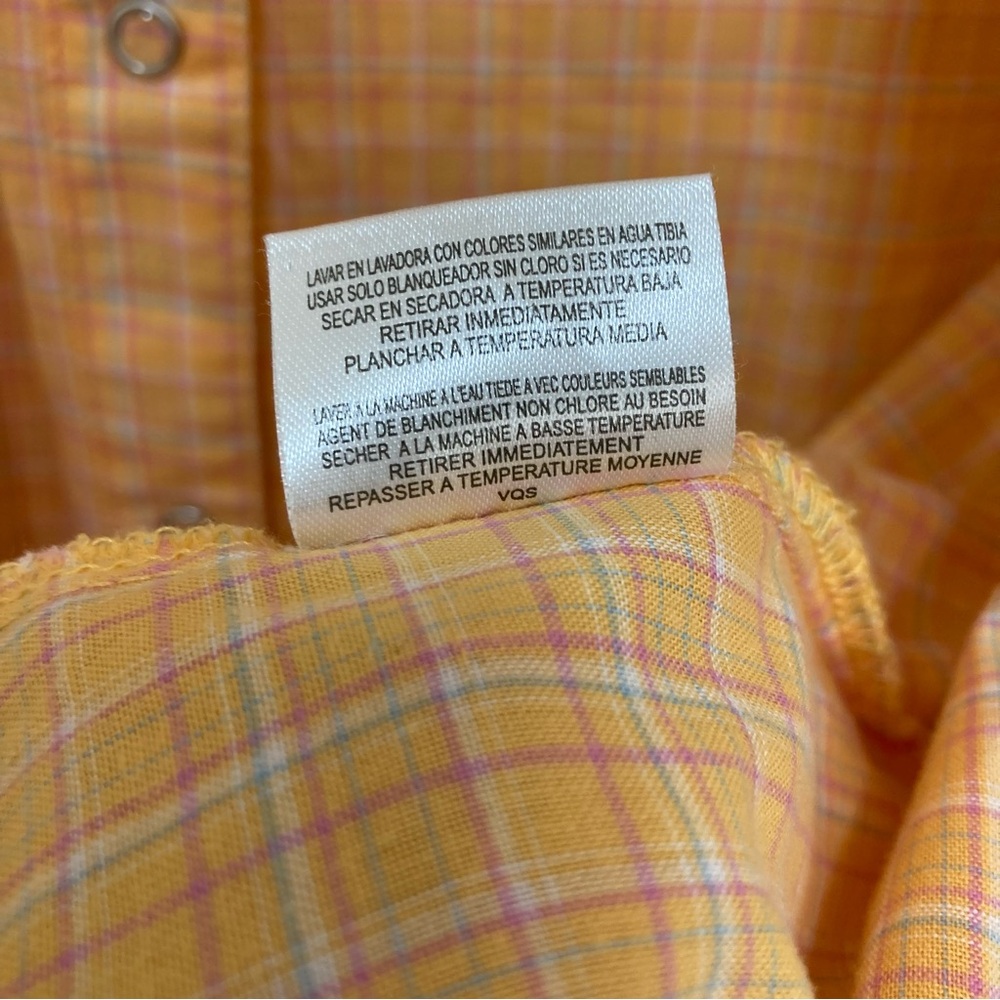 LAVAR EN LAVADORA CON COLORES SIMILARES EN AGUA TIBIA
USAR SOLO BLANQUEADOR SIN CLORO SI ES NECESARIO
SECAR EN SECADORA A TEMPERATURA BAJA
RETIRAR INMEDIATAMENTE
PLANCHAR A TEMPERATURA MEDIA
LAVER A LA MACHINE A L'EAU TIEDE AVEC COULEURS SEMBLABLES
AGENT DE BLANCHIMENT NON CHLORE AU BESOIN
SECHER A LA MACHINE A BASSE TEMPERATURE
RETIRER IMMEDIATEMENT
REPASSER A TEMPERATURE MOYENNE
VQS